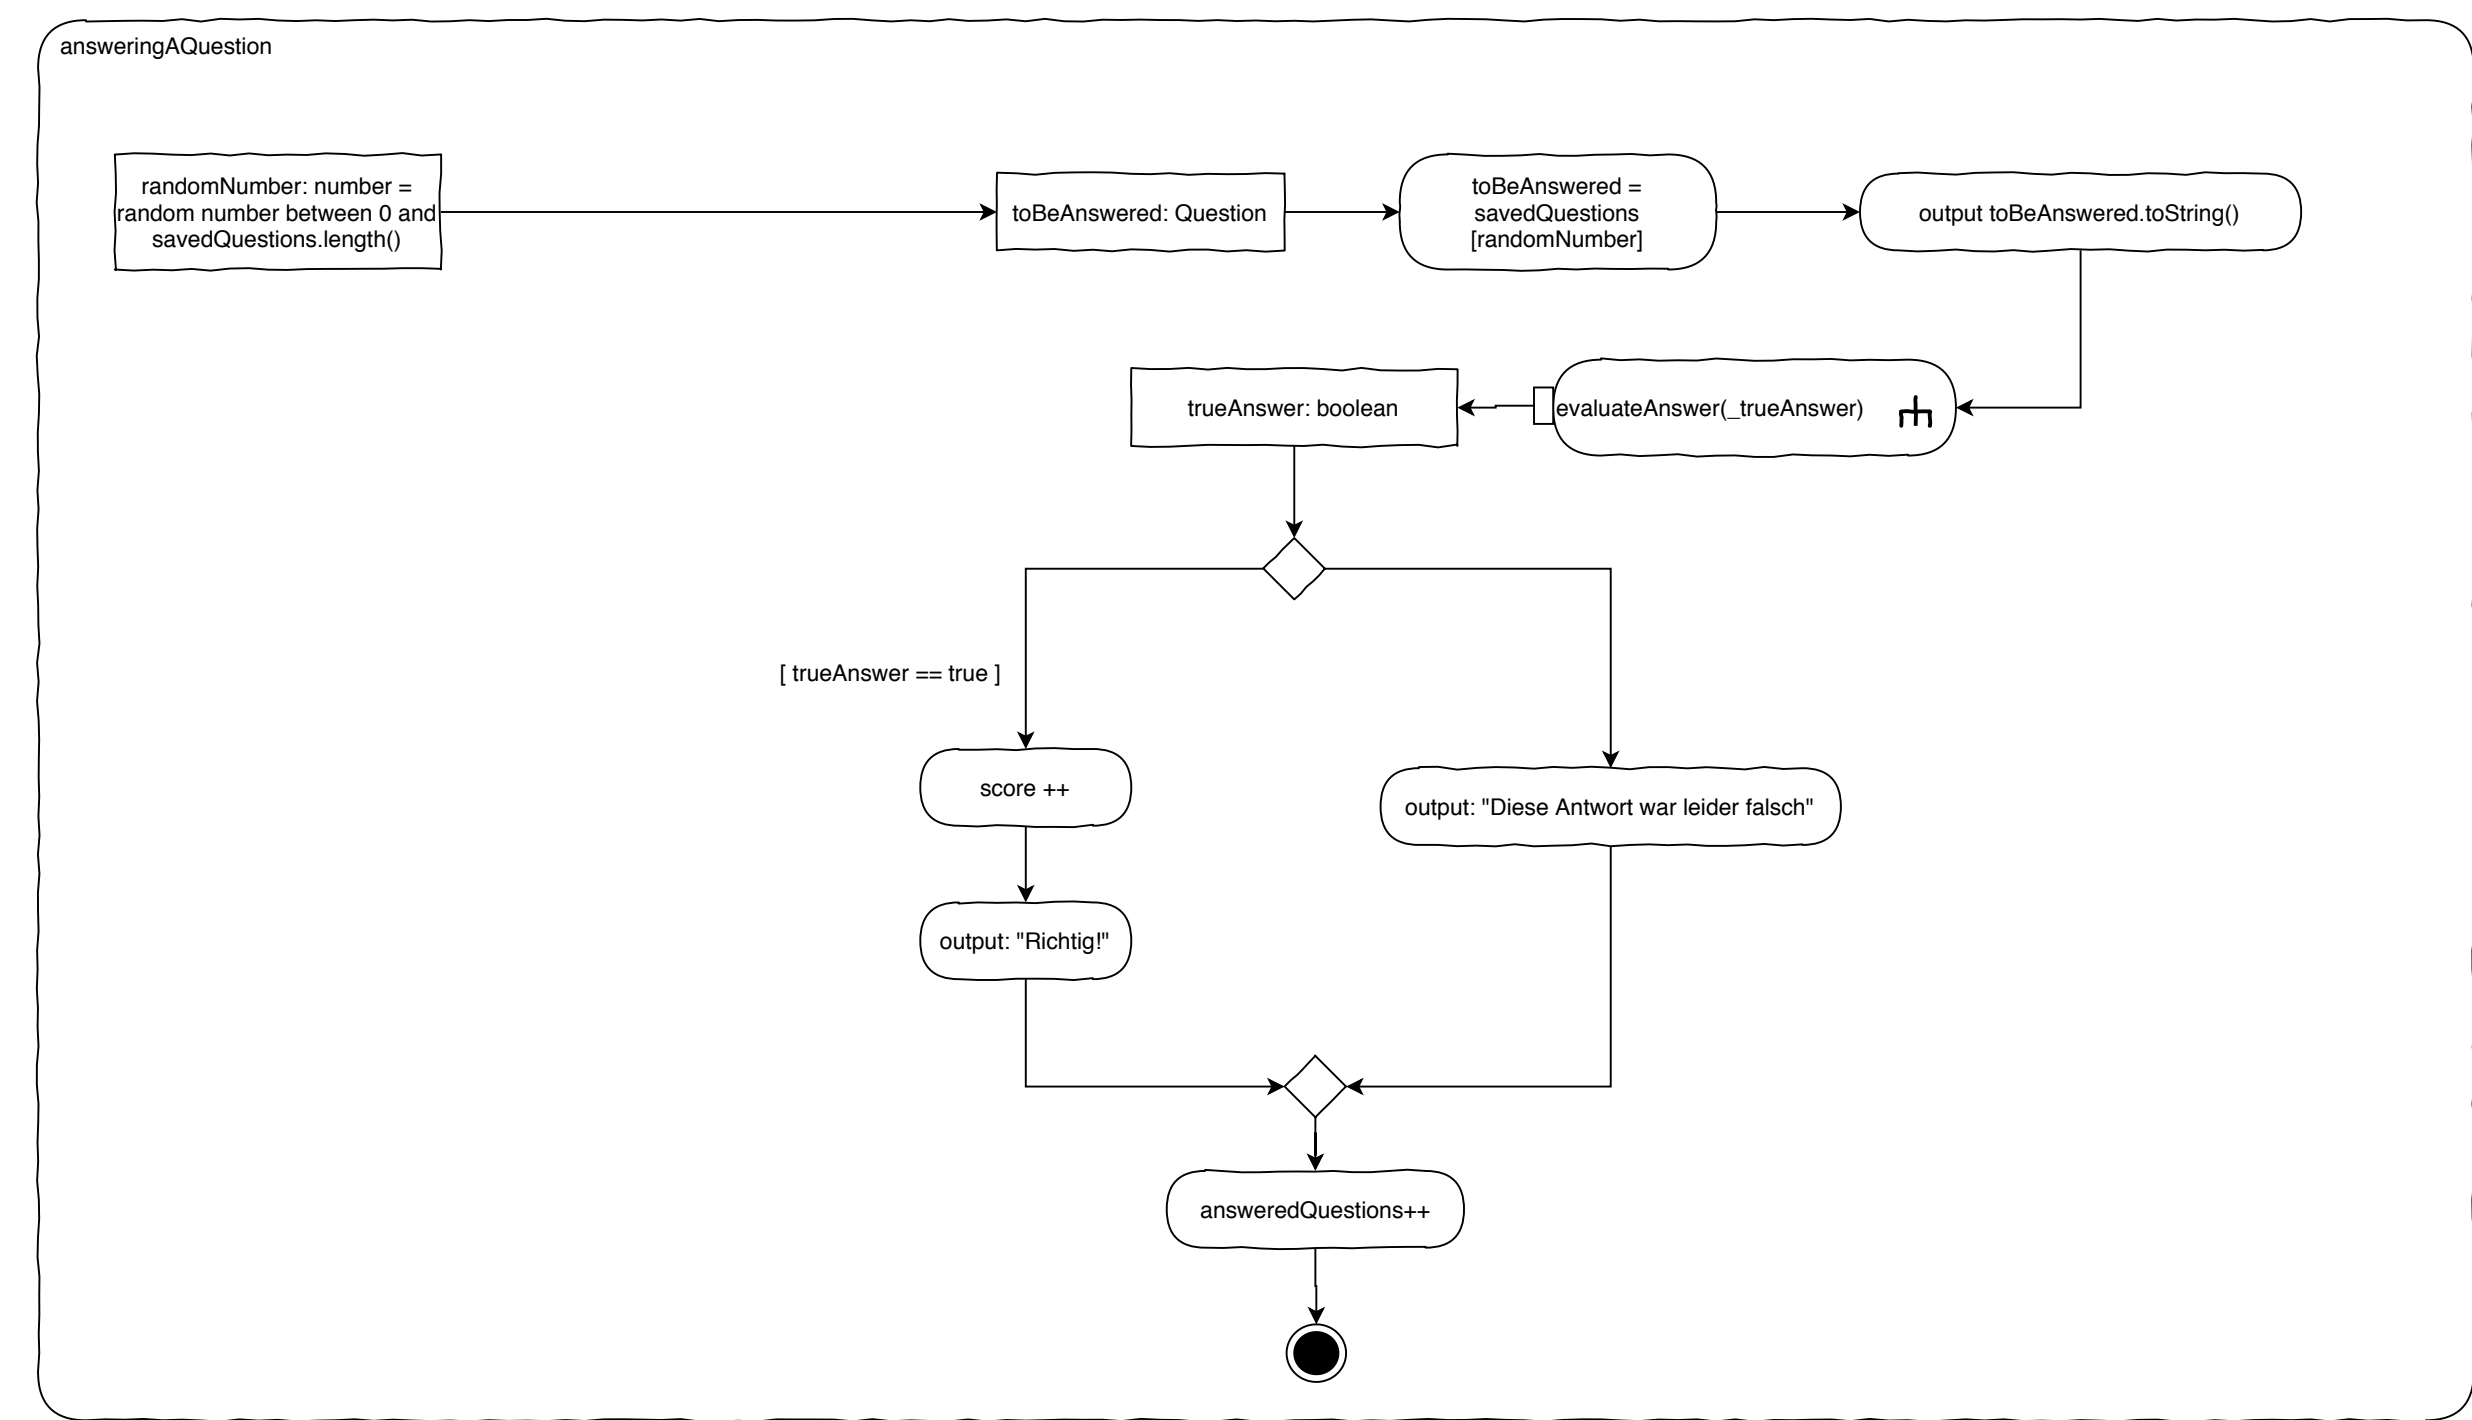 answeringAQuestion
randomNumber: number =
random number between 0 and
savedQuestions.length()
toBeAnswered: Question
toBeAnswered =
savedQuestions
[randomNumber]
output toBeAnswered.toString()
trueAnswer: boolean
evaluateAnswer(_trueAnswer)
[ trueAnswer == true ]
score ++
output: "Diese Antwort war leider falsch"
output: "Richtig!"
answeredQuestions++